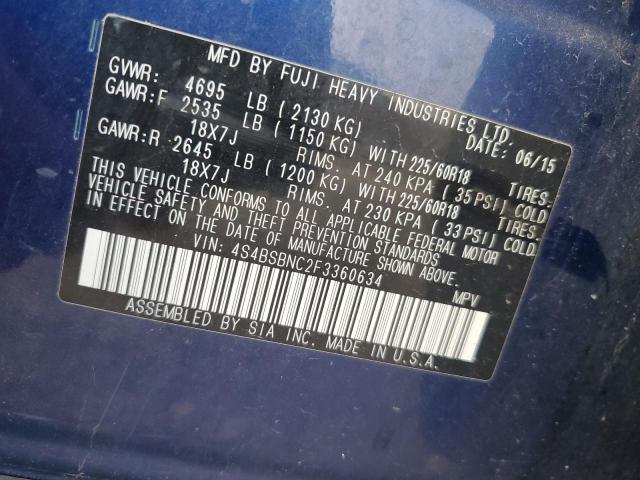 MFD BY FUJI HEAVY INDUSTRIES LTD.
GVWR: 4695 LB ( 2130 KG) DATE: 06/15
GAWR:F 2535 LB ( 1150 KG) WITH 225/60R18 TIRES.
18X7J RIMS. AT 240 KPA ( 35 PSI) COLD
GAWR:R 2645 LB ( 1200 KG) WITH 225/60R18 TIRES.
18X7J RIMS. AT 230 KPA ( 33 PSI) COLD
THIS VEHICLE CONFORMS TO ALL APPLICABLE FEDERAL MOTOR
VEHICLE SAFETY AND THEFT PREVENTION STANDARDS
IN EFFECT ON THE DATE OF MANUFACTURE SHOWN ABOVE.
VIN: 4S4BSBNC2F3360634 MPV
ASSEMBLED BY SIA INC. MADE IN U.S.A.